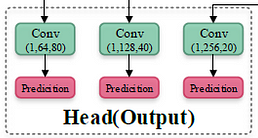 Conv Conv Conv
(1,64,80) (1,128,40) (1,256,20)
Predicition Predicition Predicition
Head(Output)